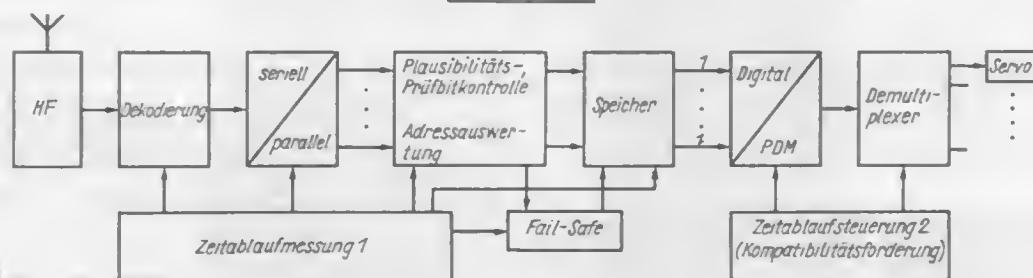 HF
Dekodierung
seriell
parallel
Plausibilitäts-,
Prüfbitkontrolle
Adressauswer-
tung
Speicher
1
1
Digital
PDM
Demulti-
plexer
Servo
Zeitablaufmessung 1
Fail-Safe
Zeitablaufsteuerung 2
(Kompatibilitätsforderung)